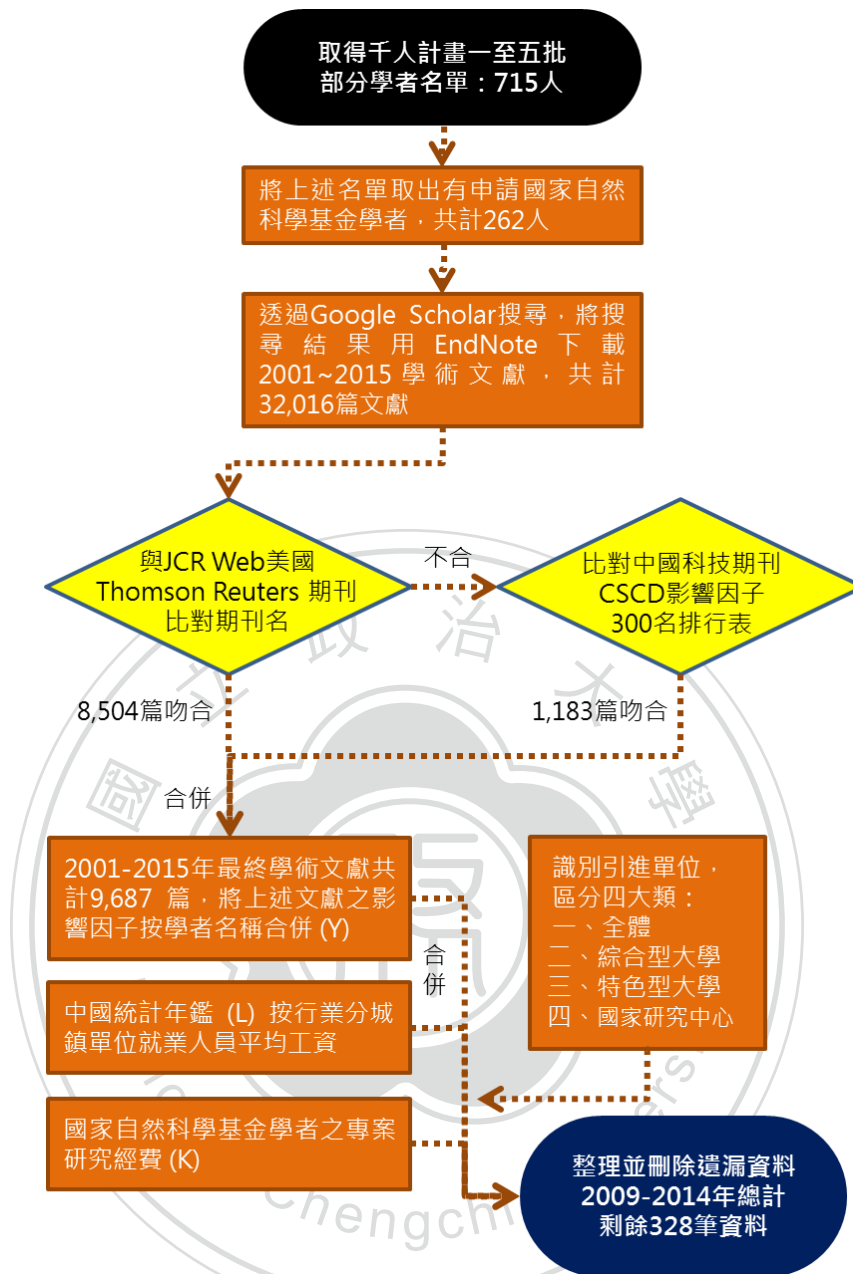 取得千人計畫一至五批
部分學者名單：715人
將上述名單取出有申請國家自然
科學基金學者，共計262人
透過Google Scholar搜尋，將搜
尋結果用EndNote下載
2001~2015學術文獻，共計
32,016篇文獻
與JCR Web美國
Thomson Reuters 期刊
比對期刊名
不合
比對中國科技期刊
CSCD影響因子
300名排行表
8,504篇吻合
1,183篇吻合
合併
2001-2015年最終學術文獻共
計9,687 篇，將上述文獻之影
響因子按學者名稱合併 (Y)
合併
識別引進單位，
區分四大類：
一、全體
二、綜合型大學
三、特色型大學
四、國家研究中心
中國統計年鑑 (L) 按行業分城
鎮單位就業人員平均工資
國家自然科學基金學者之專案
研究經費 (K)
整理並刪除遺漏資料
2009-2014年總計
剩餘328筆資料
國立政治大學
Chengchi